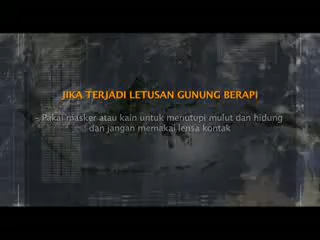 JIKA TERJADI LETUSAN GUNUNG BERAPI
- Pakai masker atau kain untuk menutupi mulut dan hidung
dan jangan memakai lensa kontak